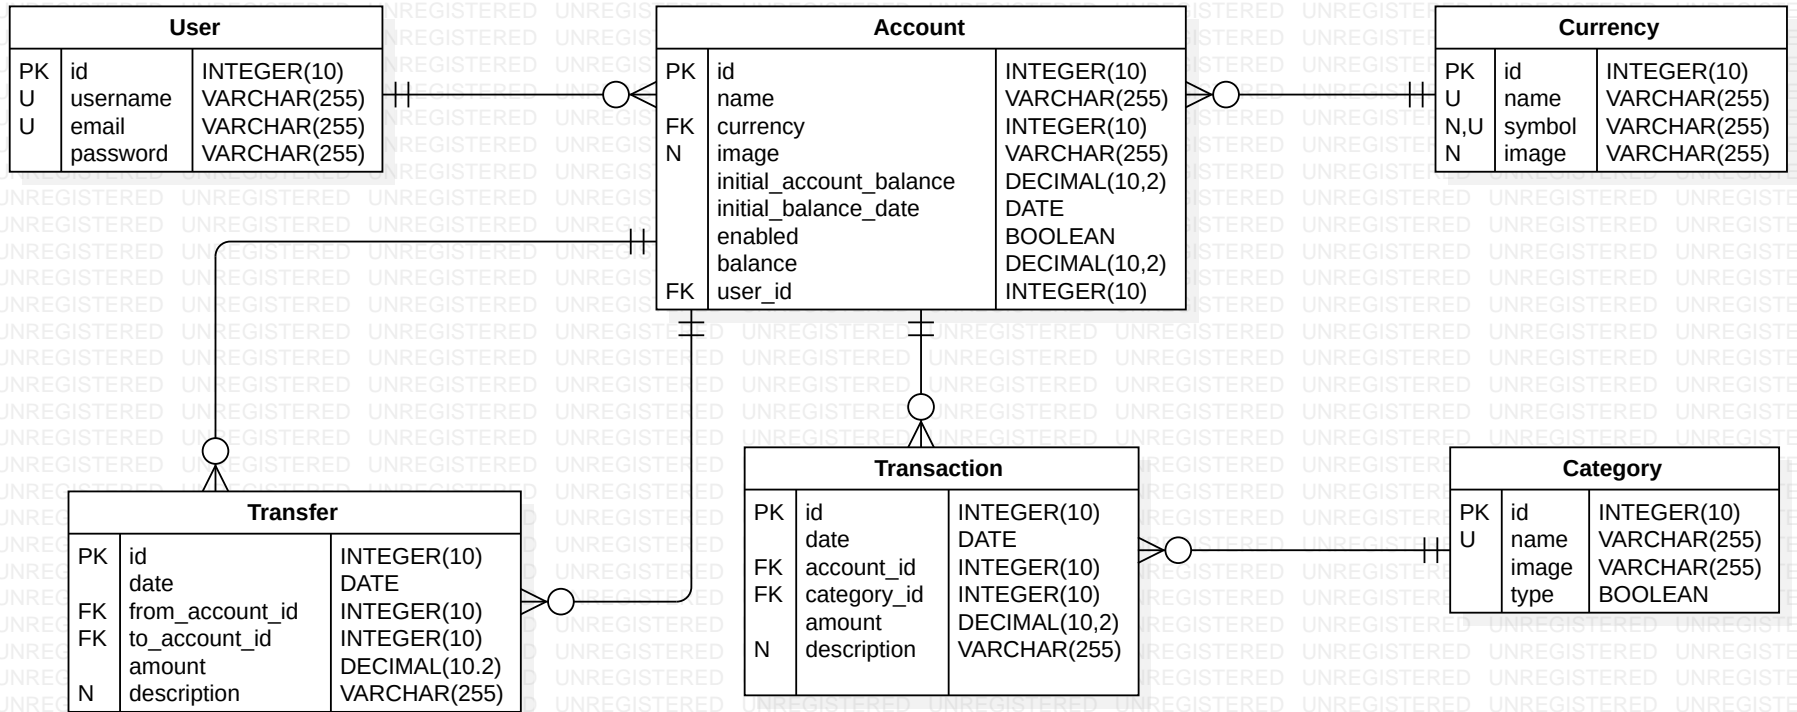 User
PK id INTEGER(10)
U username VARCHAR(255)
U email VARCHAR(255)
password VARCHAR(255)
Account
PK id INTEGER(10)
name VARCHAR(255)
FK currency INTEGER(10)
N image VARCHAR(255)
initial_account_balance DECIMAL(10,2)
initial_balance_date DATE
enabled BOOLEAN
balance DECIMAL(10,2)
FK user_id INTEGER(10)
Currency
PK id INTEGER(10)
U name VARCHAR(255)
N,U symbol VARCHAR(255)
N image VARCHAR(255)
Transfer
PK id INTEGER(10)
date DATE
FK from_account_id INTEGER(10)
FK to_account_id INTEGER(10)
amount DECIMAL(10.2)
N description VARCHAR(255)
Transaction
PK id INTEGER(10)
date DATE
FK account_id INTEGER(10)
FK category_id INTEGER(10)
amount DECIMAL(10,2)
N description VARCHAR(255)
Category
PK id INTEGER(10)
U name VARCHAR(255)
image VARCHAR(255)
type BOOLEAN
UNREGISTERED